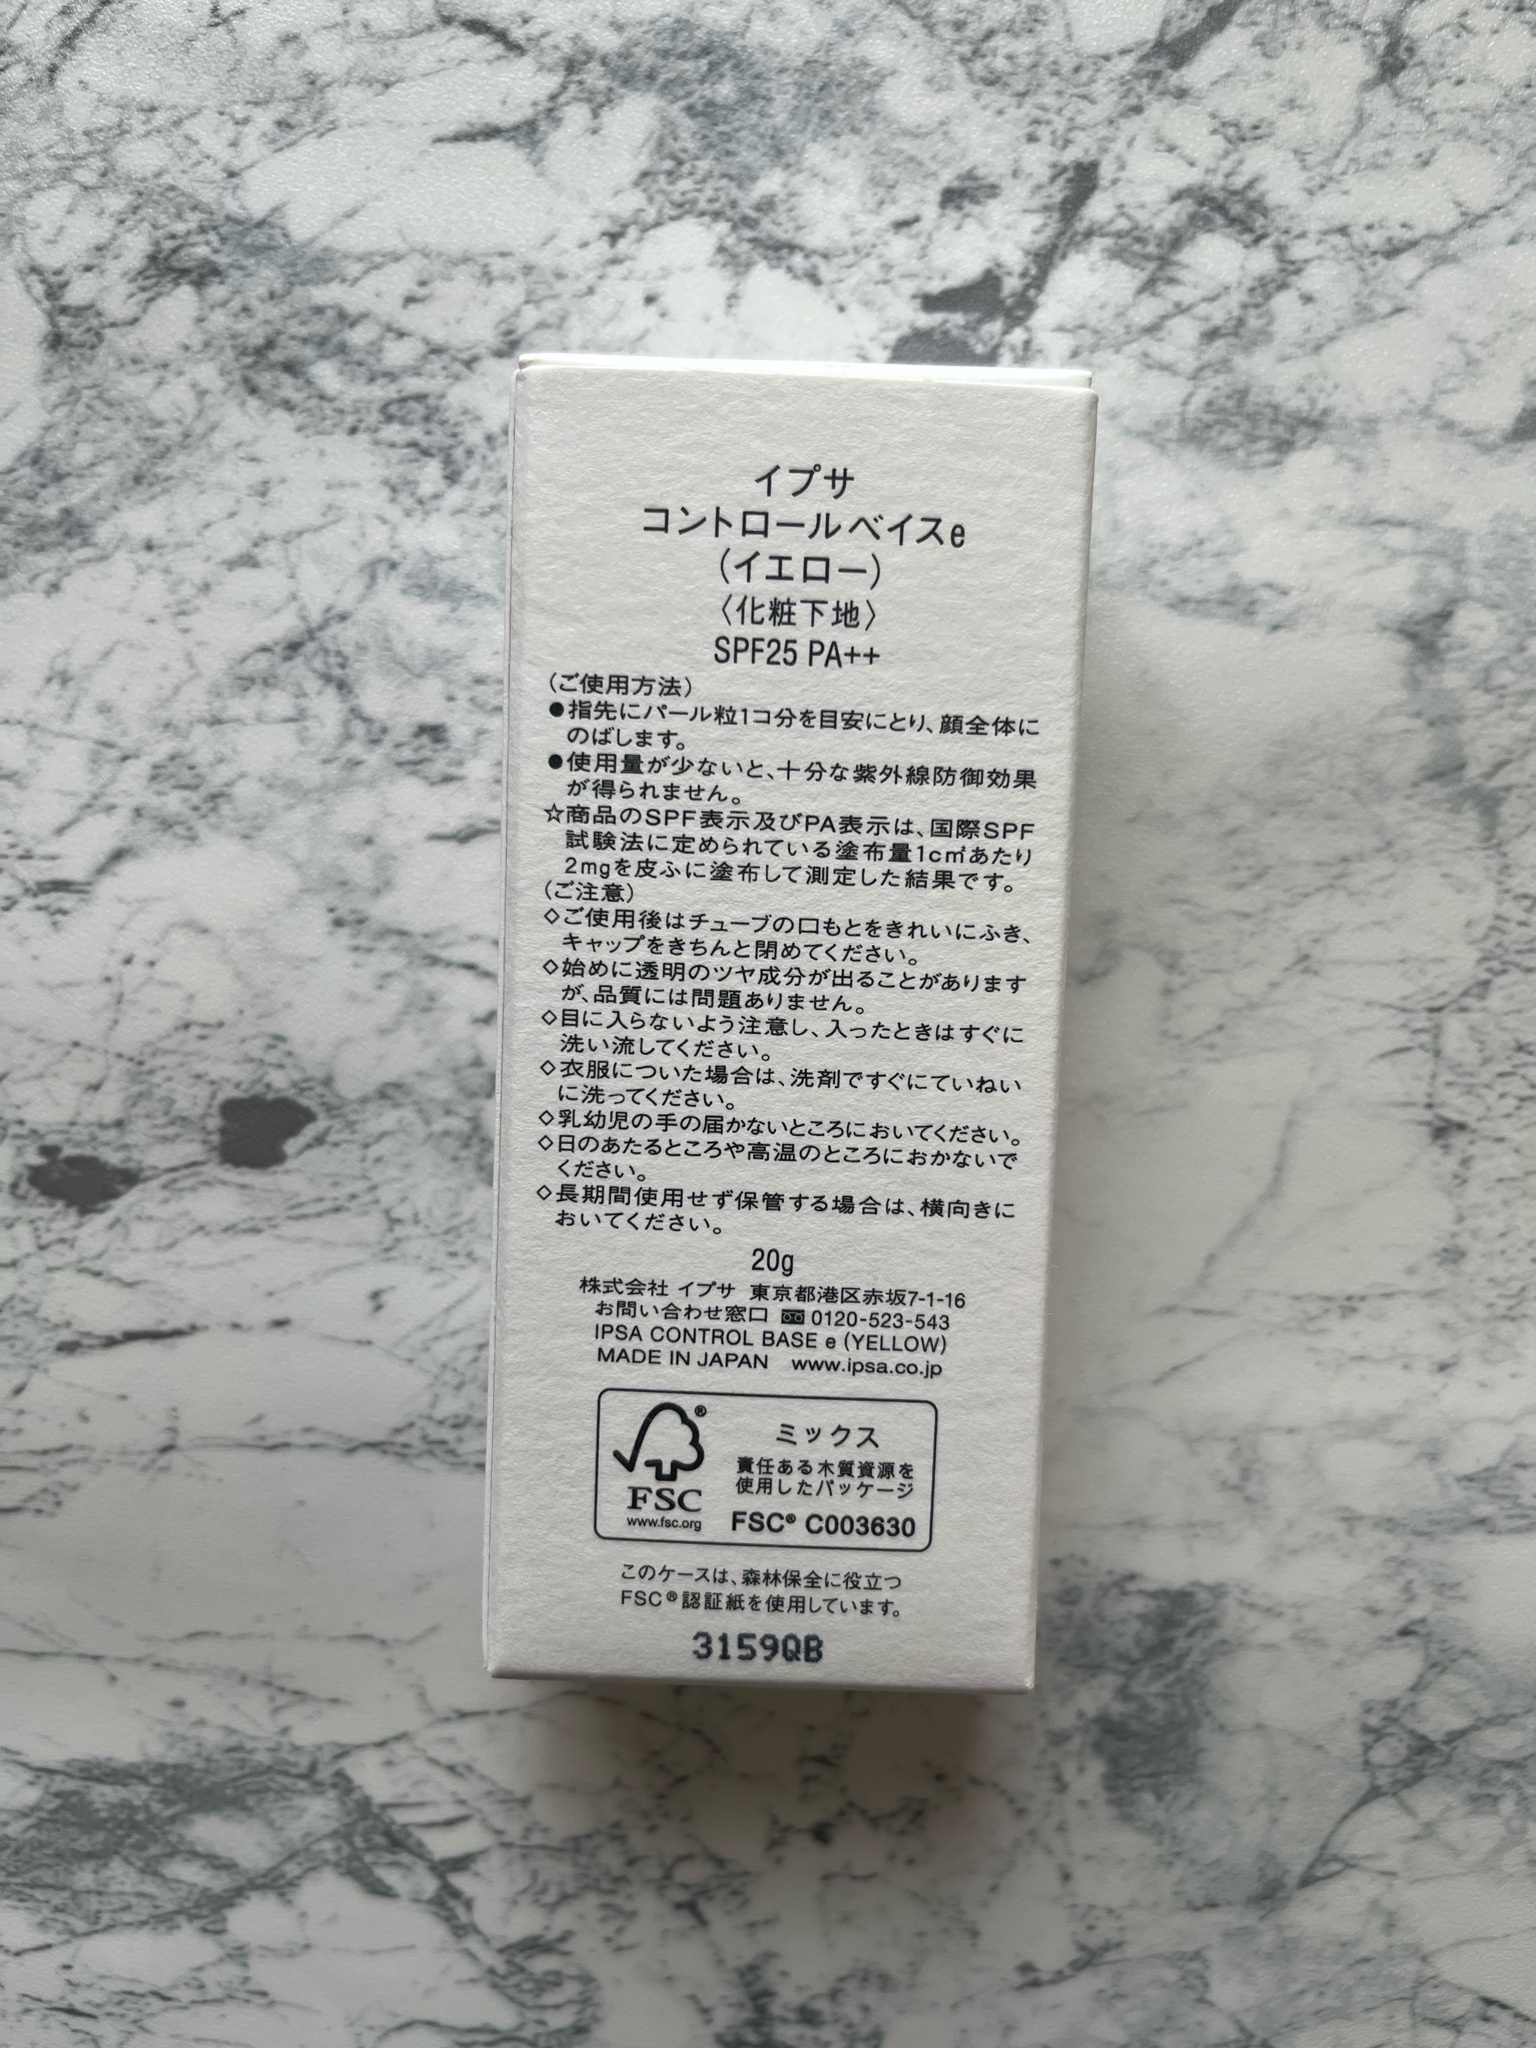 イプサ
コントロールベイスe
（イエロー）
〈化粧下地〉
SPF25 PA++
（ご使用方法）
●指先にパール粒1コ分を目安にとり、顔全体に
のばします。
●使用量が少ないと、十分な紫外線防御効果
が得られません。
☆商品のSPF表示及びPA表示は、国際SPF
試験法に定められている塗布量1c㎡あたり
2mgを皮ふに塗布して測定した結果です。
（ご注意）
◇ご使用後はチューブの口もとをきれいにふき、
キャップをきちんと閉めてください。
◇始めに透明のツヤ成分が出ることがあります
が、品質には問題ありません。
◇目に入らないよう注意し、入ったときはすぐに
洗い流してください。
◇衣服についた場合は、洗剤ですぐにていねい
に洗ってください。
◇乳幼児の手の届かないところにおいてください。
◇日のあたるところや高温のところにおかないで
ください。
◇長期間使用せず保管する場合は、横向きに
おいてください。
20g
株式会社 イプサ 東京都港区赤坂7-1-16
お問い合わせ窓口 0120-523-543
IPSA CONTROL BASE e (YELLOW)
MADE IN JAPAN www.ipsa.co.jp
ミックス
責任ある木質資源を
使用したパッケージ
FSC® C003630
®
FSC
www.fsc.org
このケースは、森林保全に役立つ
FSC®認証紙を使用しています。
3159QB